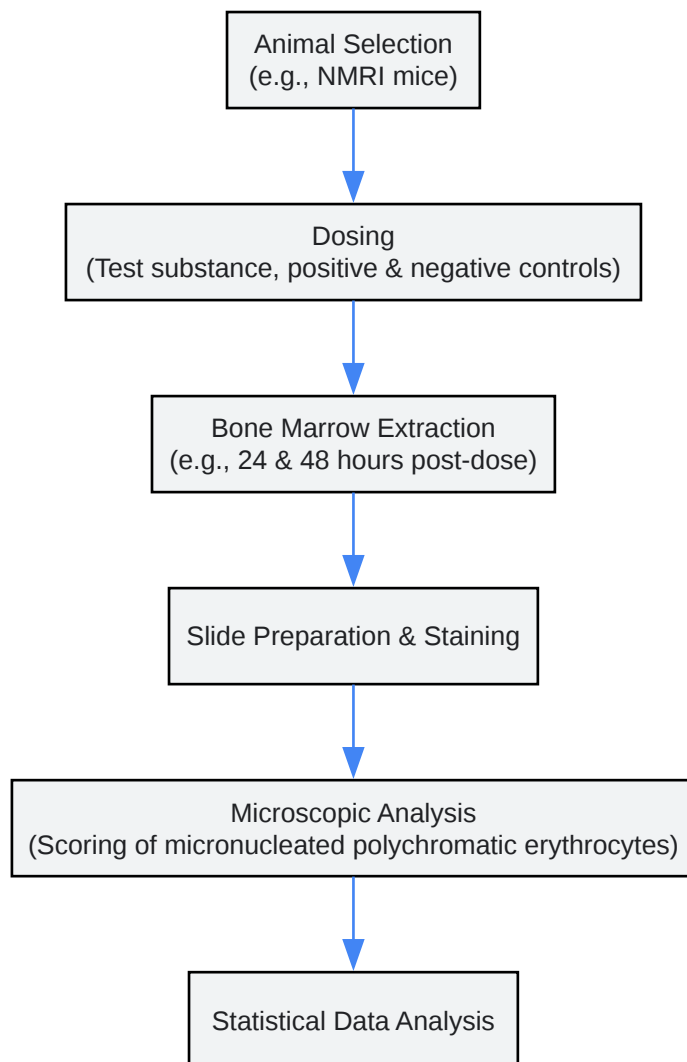 Animal Selection
(e.g., NMRI mice)
Dosing
(Test substance, positive & negative controls)
Bone Marrow Extraction
(e.g., 24 & 48 hours post-dose)
Slide Preparation & Staining
Microscopic Analysis
(Scoring of micronucleated polychromatic erythrocytes)
Statistical Data Analysis